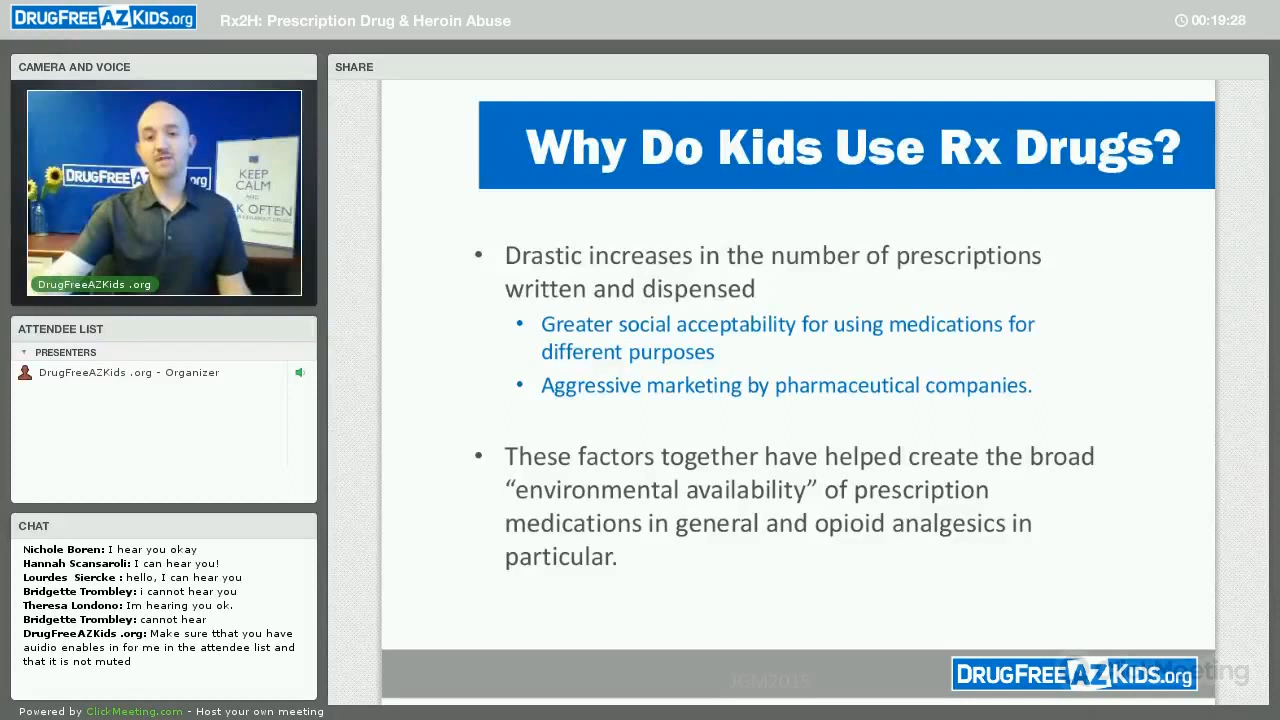 DRUGFREEAZKIDS.org
Rx2H: Prescription Drug & Heroin Abuse
00:19:28
CAMERA AND VOICE
DRUGFREEAZ
rg
KEEP
CALM
AND
K OFTEN
DrugFreeAZKids .org
ATTENDEE LIST
PRESENTERS
DrugFreeAZKids .org - Organizer
CHAT
Nichole Boren: I hear you okay
Hannah Scansaroli: I can hear you!
Lourdes Siercke : hello, I can hear you
Bridgette Trombley: i cannot hear you
Theresa Londono: Im hearing you ok.
Bridgette Trombley: cannot hear
DrugFreeAZKids .org: Make sure tthat you have
auidio enables in for me in the attendee list and
that it is not muted
Powered by ClickMeeting.com - Host your own meeting
SHARE
Why Do Kids Use Rx Drugs?
• Drastic increases in the number of prescriptions
written and dispensed
• Greater social acceptability for using medications for
different purposes
• Aggressive marketing by pharmaceutical companies.
• These factors together have helped create the broad
“environmental availability” of prescription
medications in general and opioid analgesics in
particular.
JGM2015
DRUGFREEAZKIDS.org
Meeting